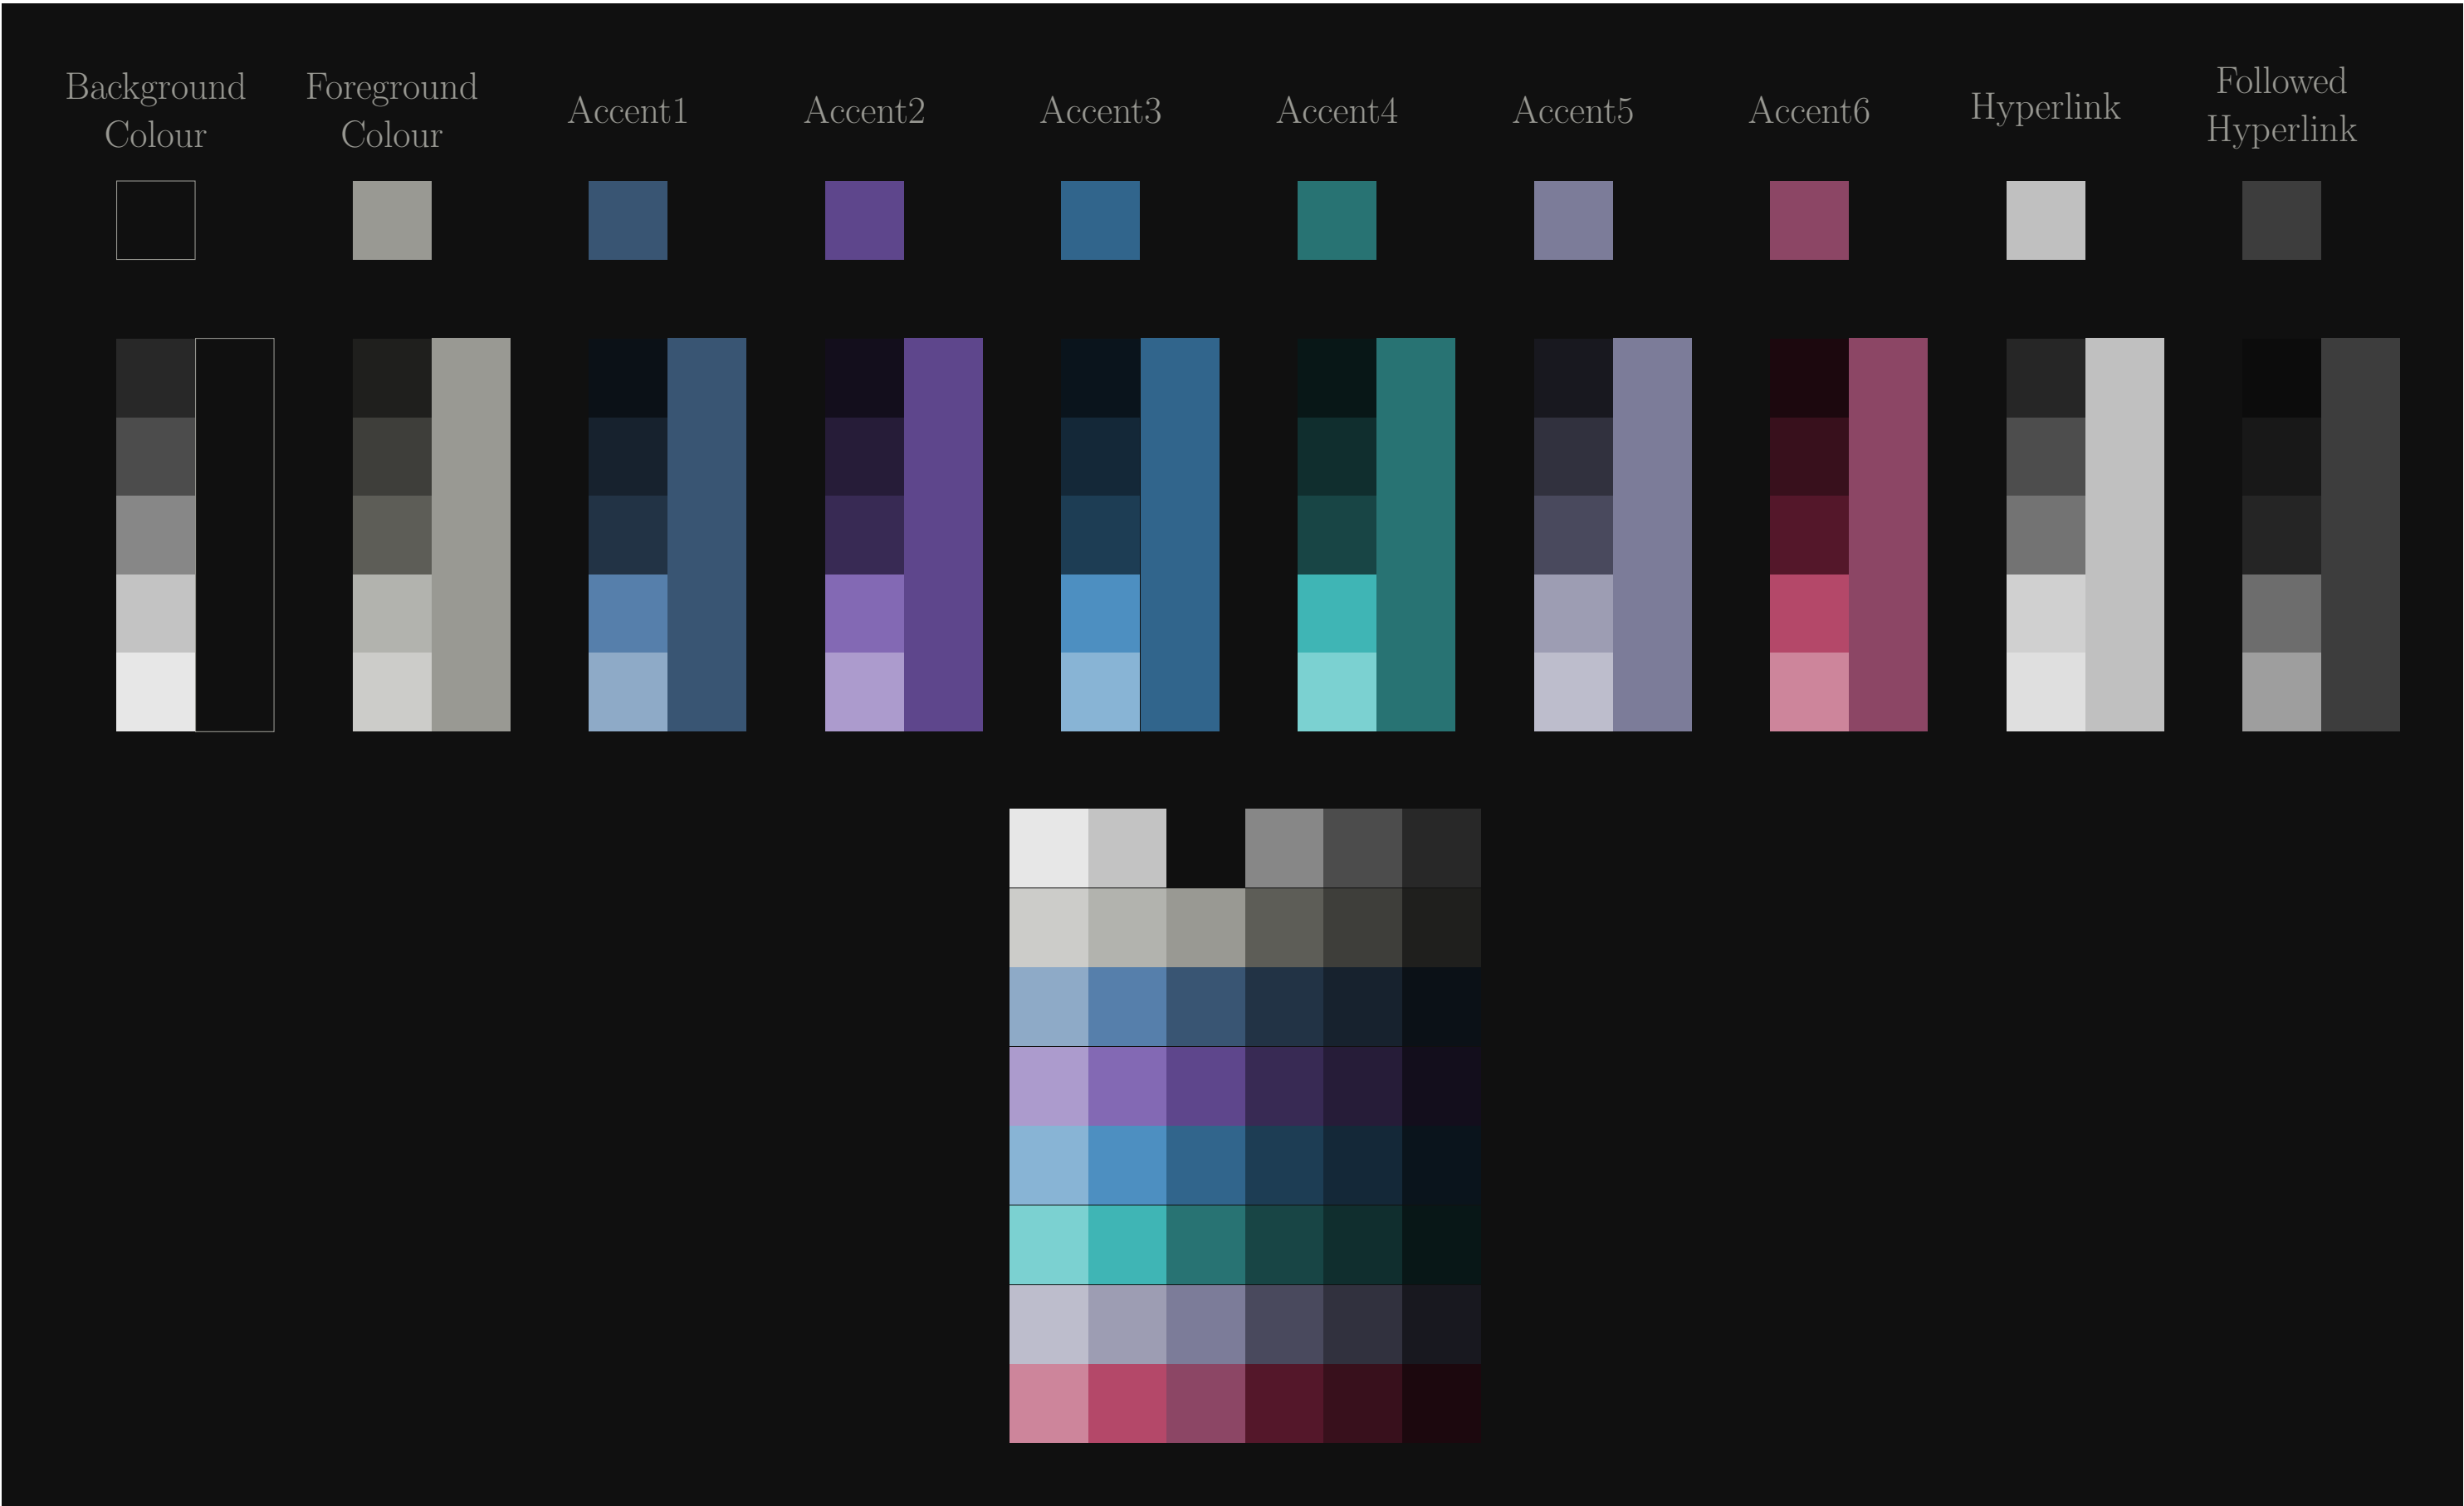 Background
Colour
Foreground
Colour
Accent1
Accent2
Accent3
Accent4
Accent5
Accent6
Hyperlink
Followed
Hyperlink